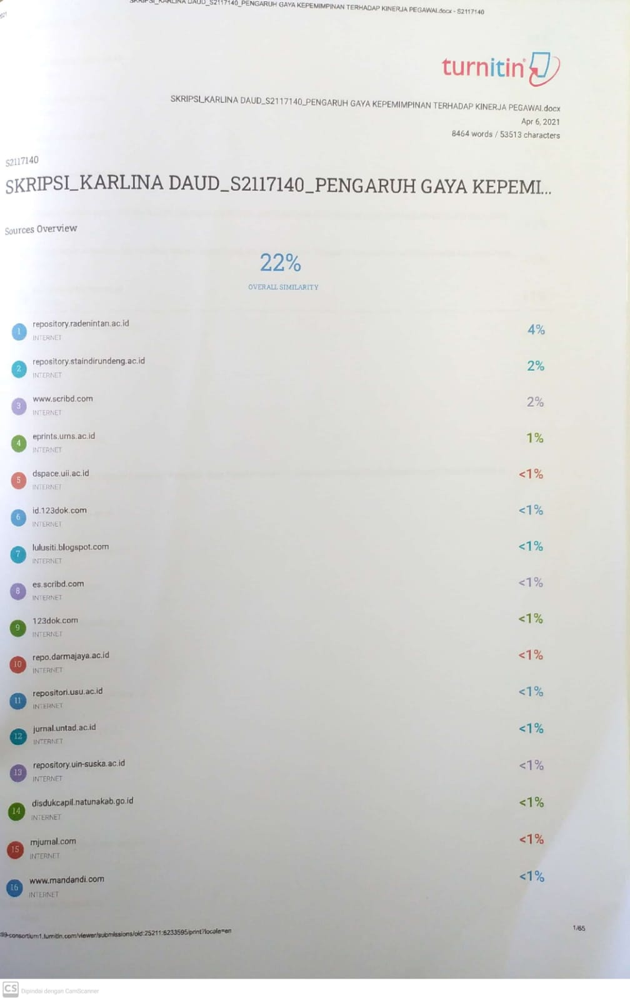 2021
SKRIPSI_KARLINA DAUD_S2117140_PENGARUH GAYA KEPEMIMPINAN TERHADAP KINERJA PEGAWAI.docx - S2117140
turnitin
SKRIPSI_KARLINA DAUD_S2117140_PENGARUH GAYA KEPEMIMPINAN TERHADAP KINERJA PEGAWAI.docx
Apr 6, 2021
8464 words / 53513 characters
S2117140
SKRIPSI_KARLINA DAUD_S2117140_PENGARUH GAYA KEPEMI...
Sources Overview
22%
OVERALL SIMILARITY
1 repository.radenintan.ac.id 4%
INTERNET
2 repository.staindirundeng.ac.id 2%
INTERNET
3 www.scribd.com 2%
INTERNET
4 eprints.ums.ac.id 1%
INTERNET
5 dspace.uii.ac.id <1%
INTERNET
6 id.123dok.com <1%
INTERNET
7 lulusiti.blogspot.com <1%
INTERNET
8 es.scribd.com <1%
INTERNET
9 123dok.com <1%
INTERNET
10 repo.darmajaya.ac.id <1%
INTERNET
11 repositori.usu.ac.id <1%
INTERNET
12 jurnal.untad.ac.id <1%
INTERNET
13 repository.uin-suska.ac.id <1%
INTERNET
14 disdukcapil.natunakab.go.id <1%
INTERNET
15 mjurnal.com <1%
INTERNET
16 www.mandandi.com <1%
INTERNET
-consortium1.turnitin.com/viewer/submissions/oid:25211:6233595/print?locale=en 1/65
CS Dipindai dengan CamScanner